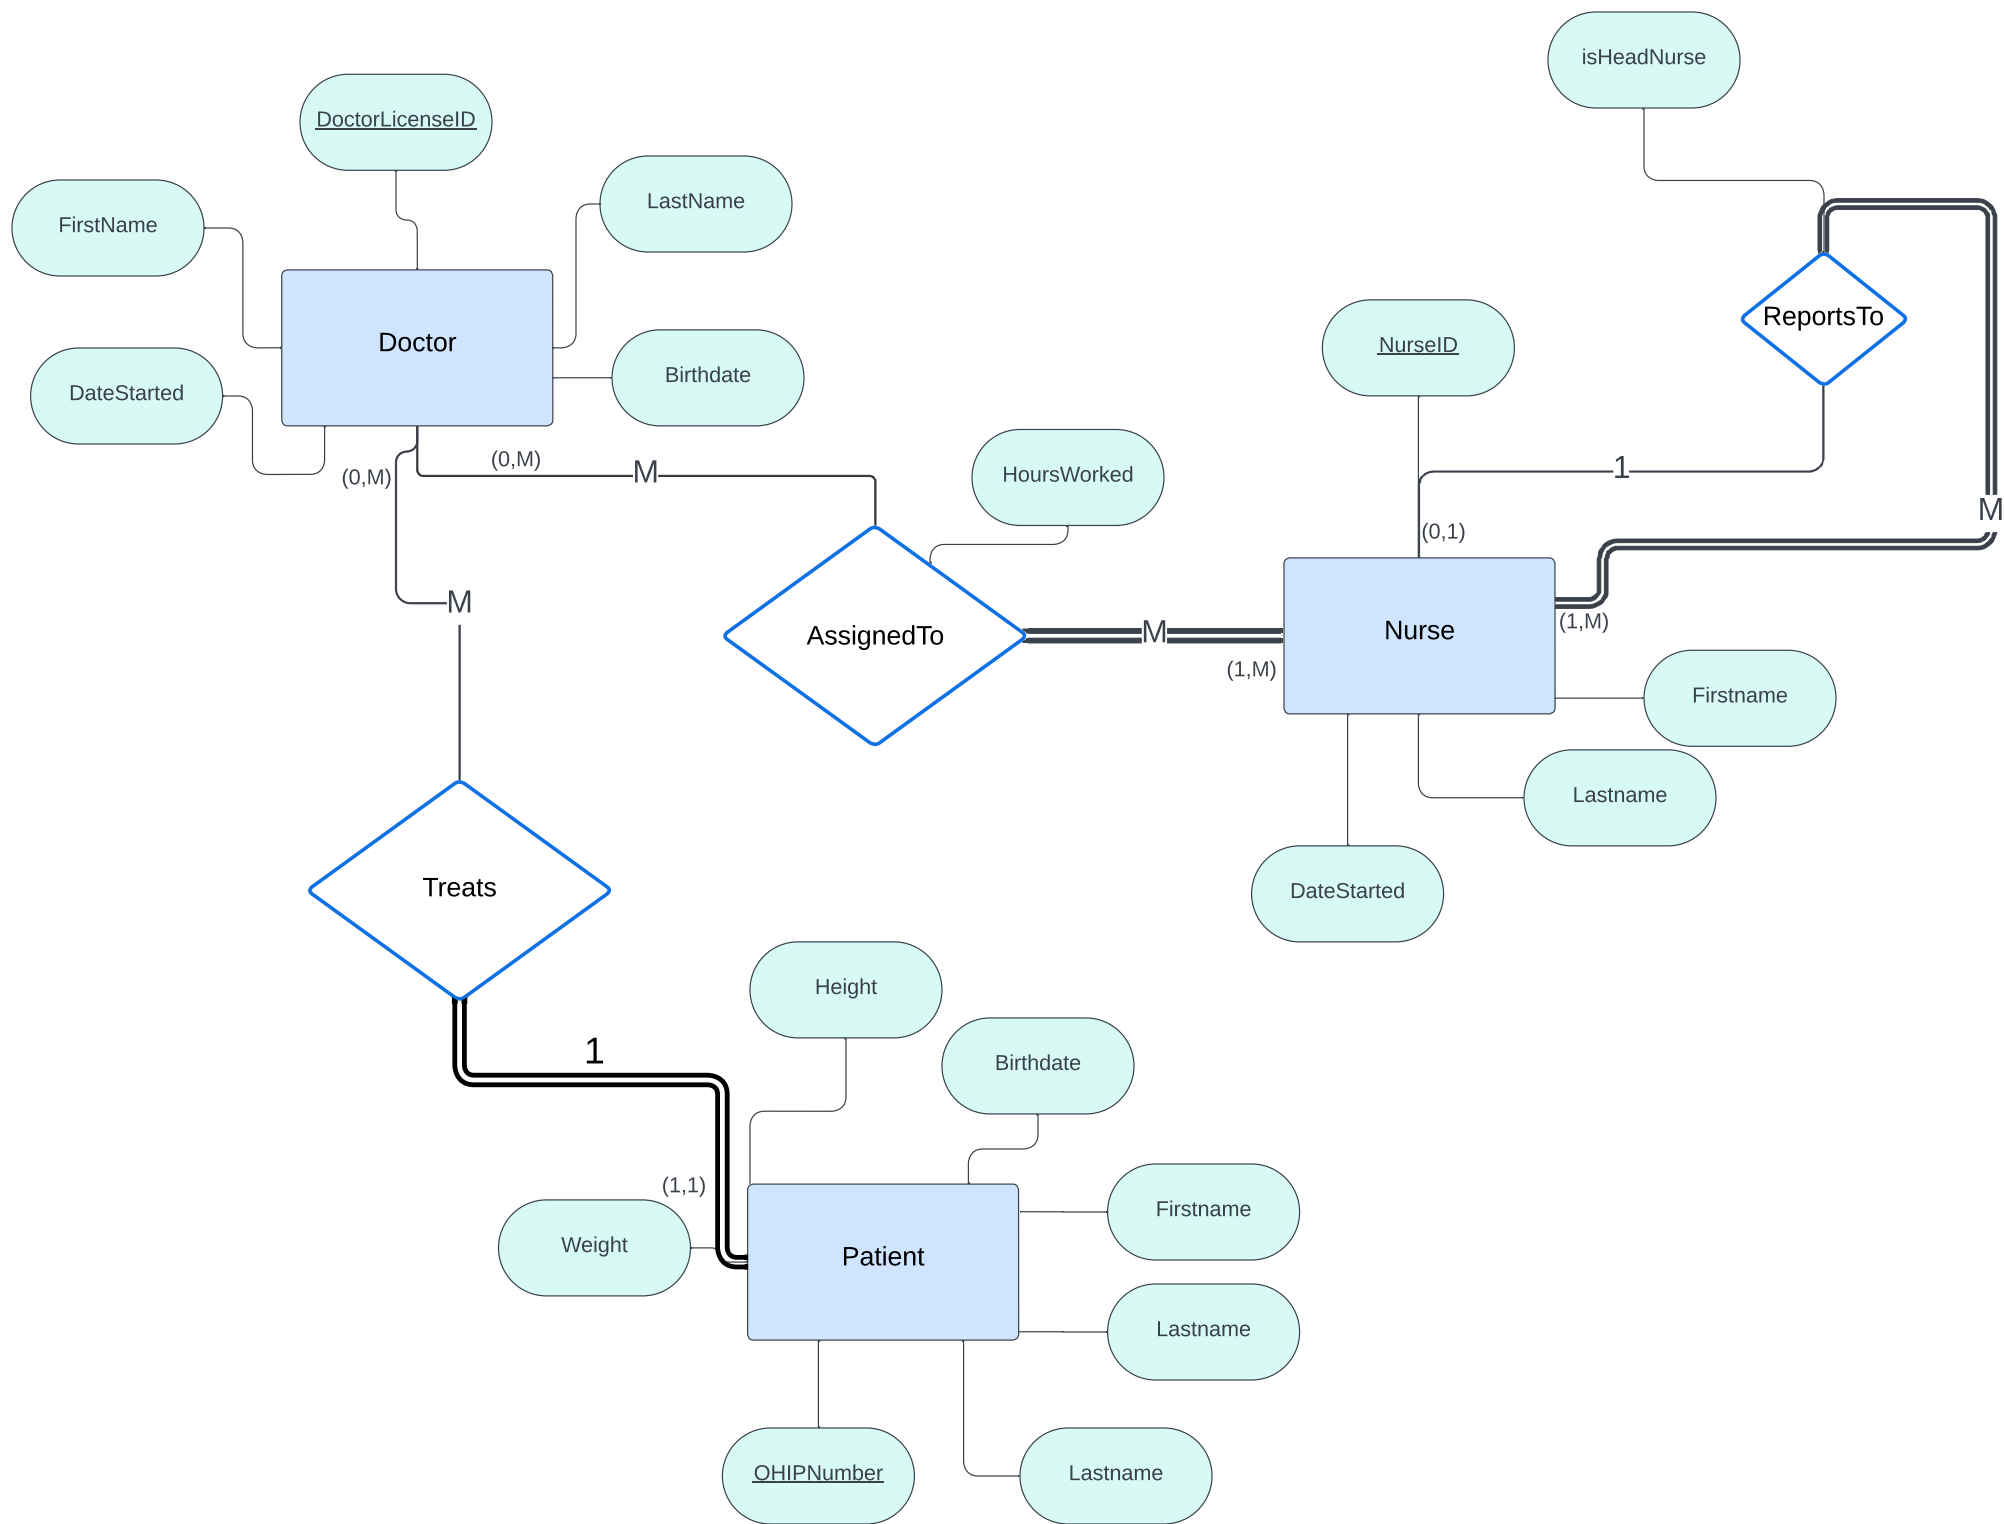 isHeadNurse
DoctorLicenseID
LastName
FirstName
ReportsTo
Doctor
NurseID
Birthdate
DateStarted
(0,M)
(0,M)
M
HoursWorked
1
M
(0,1)
M
AssignedTo
M
(1,M)
Nurse
(1,M)
Firstname
Lastname
Treats
DateStarted
Height
1
Birthdate
(1,1)
Firstname
Weight
Patient
Lastname
OHIPNumber
Lastname